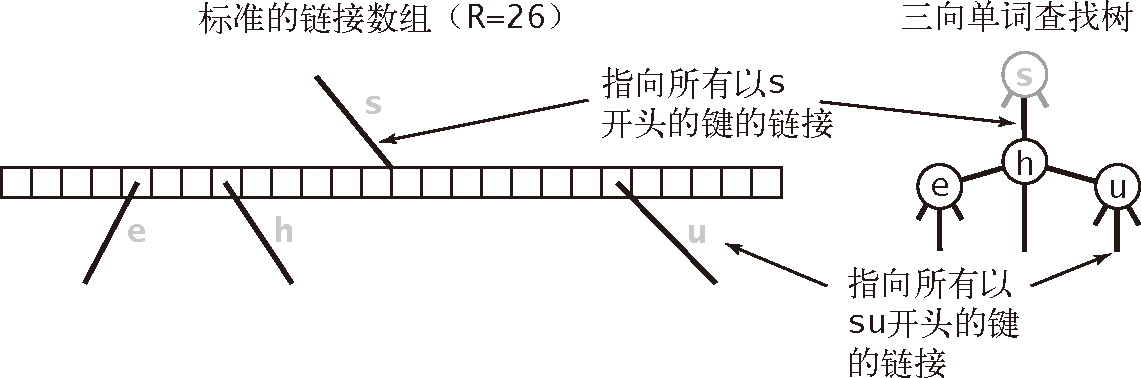 标准的链接数组（R=26）
三向单词查找树
s
指向所有以s
开头的键的链接
s
h
e
u
e
h
u
指向所有以
su开头的键
的链接